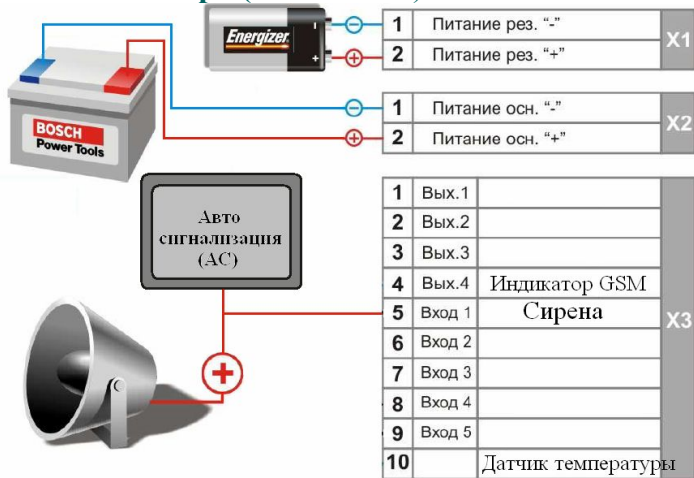 Energizer
- +
1 Питание рез. “-”
2 Питание рез. “+”
X1
BOSCH
Power Tools
1 Питание осн. “-”
2 Питание осн. “+”
X2
Авто
сигнализация
(АС)
1 Вых.1
2 Вых.2
3 Вых.3
4 Вых.4 Индикатор GSM
5 Вход 1 Сирена
6 Вход 2
7 Вход 3
8 Вход 4
9 Вход 5
10 Датчик температуры
X3